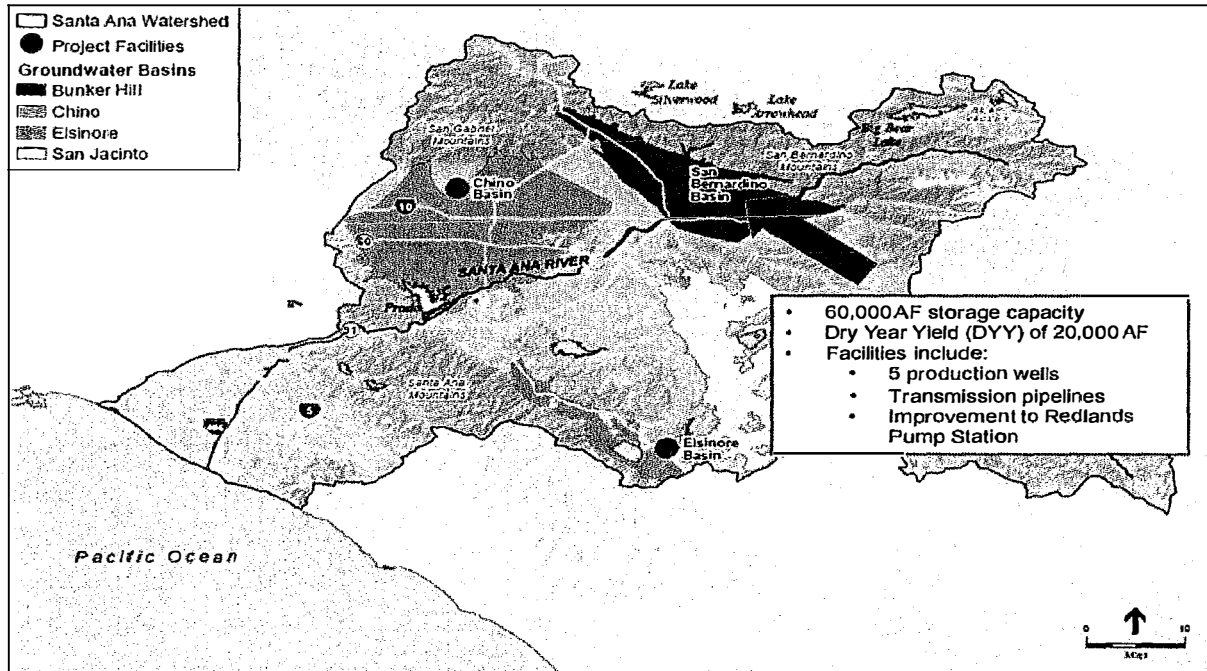 Santa Ana Watershed
Project Facilities
Groundwater Basins
Bunker Hill
Chino
Elsinore
San Jacinto
Lake
Silverwood
Lake
Arrowhead
Big Bear
Lake
San Gabriel
Mountains
San Bernardino
Mountains
Chino
Basin
San
Bernardino
Basin
10
SANTA ANA RIVER
• 60,000 AF storage capacity
• Dry Year Yield (DYY) of 20,000 AF
• Facilities include:
• 5 production wells
• Transmission pipelines
• Improvement to Redlands
Pump Station
Santa Ana
Mountains
5
Elsinore
Basin
Pacific Ocean
0 10